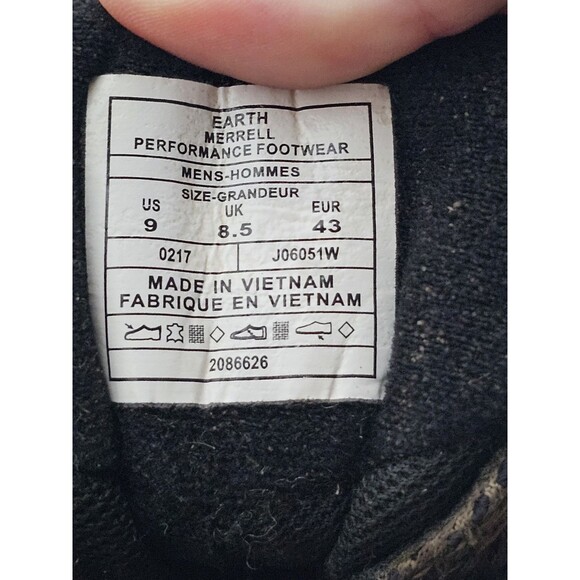 EARTH
MERRELL
PERFORMANCE FOOTWEAR
MENS-HOMMES
SIZE-GRANDEUR
US UK EUR
9 8.5 43
0217 J06051W
MADE IN VIETNAM
FABRIQUE EN VIETNAM
2086626